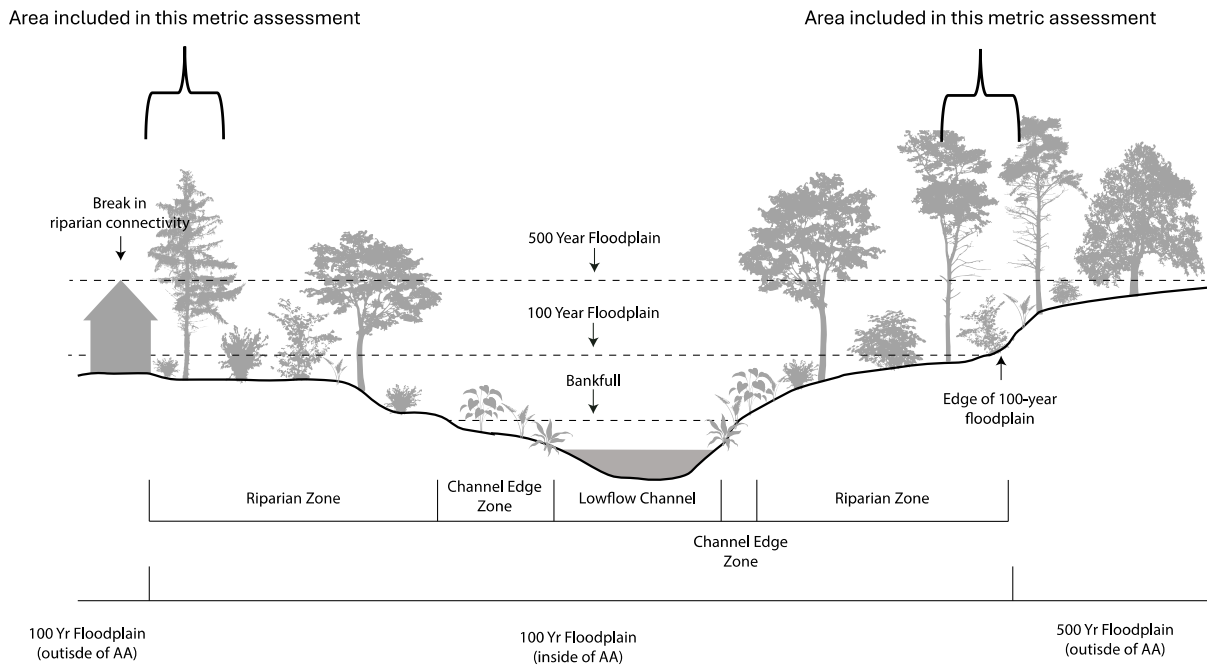 Area included in this metric assessment
Area included in this metric assessment
Break in
riparian connectivity
500 Year Floodplain
100 Year Floodplain
Bankfull
Edge of 100-year
floodplain
Riparian Zone
Channel Edge
Zone
Lowflow Channel
Riparian Zone
Channel Edge
Zone
100 Yr Floodplain
(outisde of AA)
100 Yr Floodplain
(inside of AA)
500 Yr Floodplain
(outisde of AA)